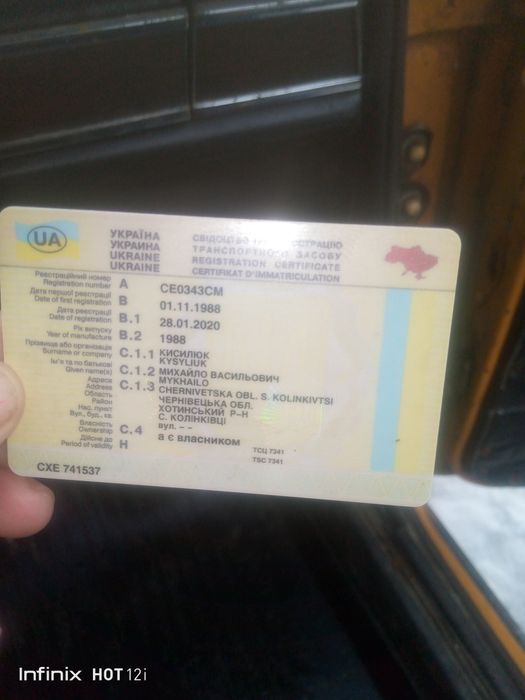 UA
УКРАЇНА
УКРАИНА
UKRAINE
UKRAINE
СВІДОЦТВО ПРО РЕЄСТРАЦІЮ
ТРАНСПОРТНОГО ЗАСОБУ
REGISTRATION CERTIFICATE
CERTIFIKAT D'IMMATRICULATION
Реєстраційний номер
Registration number A CE0343CM
Дата першої реєстрації
Date of first registration B 01.11.1988
Дата реєстрації
Date of registration B.1 28.01.2020
Рік випуску
Year of manufacture B.2 1988
Прізвище або організація
Surname or company C.1.1 КИСИЛЮК
KYSYLIUK
Ім'я та по батькові
Given name(s) C.1.2 МИХАЙЛО ВАСИЛЬОВИЧ
MYKHAILO
Адреса
Address C.1.3 CHERNIVETSKA OBL. S. KOLINKIVTSI
Область ЧЕРНІВЕЦЬКА ОБЛ.
Район ХОТИНСЬКИЙ Р-Н
Нас. пункт С. КОЛІНКІВЦІ
Вул., буд., кв. вул. - -
Власність
Ownership C.4 а є власником
Дійсне до
Period of validity H
ТСЦ 7341
TSC 7341
CXE 741537
Infinix HOT 12i